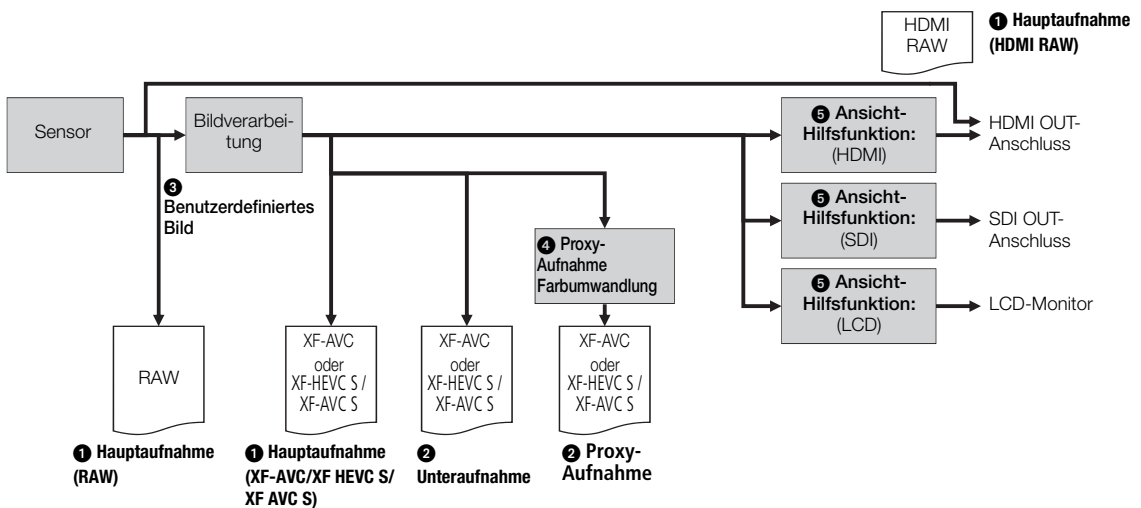 HDMI
RAW
❶ Hauptaufnahme
(HDMI RAW)
Sensor
Bildverarbei-
tung
❺ Ansicht-
Hilfsfunktion:
(HDMI)
HDMI OUT-
Anschluss
❸
Benutzerdefiniertes
Bild
❺ Ansicht-
Hilfsfunktion:
(SDI)
SDI OUT-
Anschluss
❹ Proxy-
Aufnahme
Farbumwandlung
❺ Ansicht-
Hilfsfunktion:
(LCD)
LCD-Monitor
RAW
XF-AVC
oder
XF-HEVC S /
XF-AVC S
XF-AVC
oder
XF-HEVC S /
XF-AVC S
XF-AVC
oder
XF-HEVC S /
XF-AVC S
❶ Hauptaufnahme
(RAW)
❶ Hauptaufnahme
(XF-AVC/XF HEVC S/
XF AVC S)
❷
Unteraufnahme
❷ Proxy-
Aufnahme